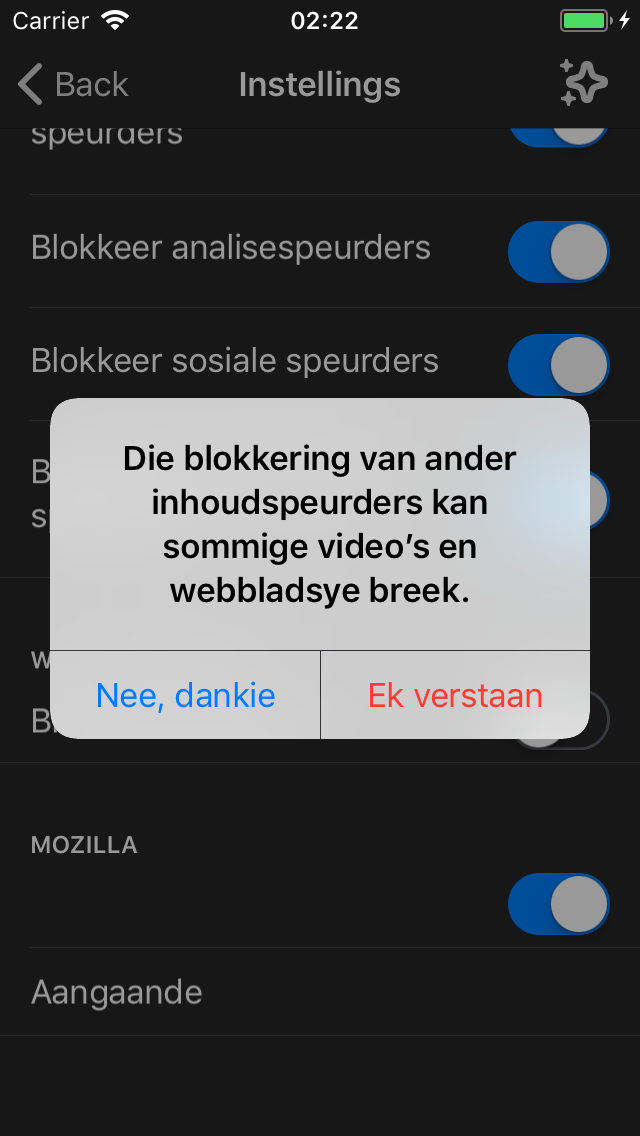 Carrier
02:22
Back
Instellings
speurders
Blokkeer analisespeurders
Blokkeer sosiale speurders
Die blokkering van ander
inhoudspeurders kan
sommige video’s en
webbladsye breek.
Nee, dankie
Ek verstaan
MOZILLA
Aangaande